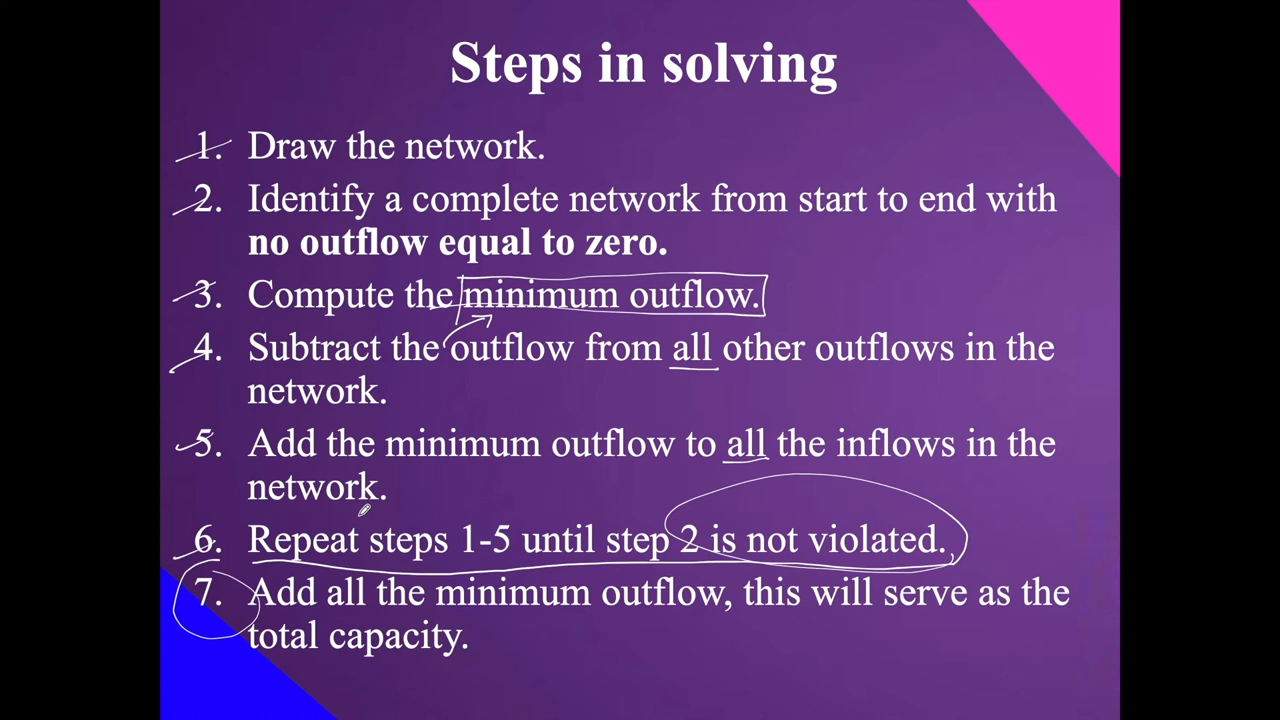 Steps in solving
1. Draw the network.
2. Identify a complete network from start to end with
no outflow equal to zero.
3. Compute the minimum outflow.
4. Subtract the outflow from all other outflows in the
network.
5. Add the minimum outflow to all the inflows in the
network.
6. Repeat steps 1-5 until step 2 is not violated.
7. Add all the minimum outflow, this will serve as the
total capacity.